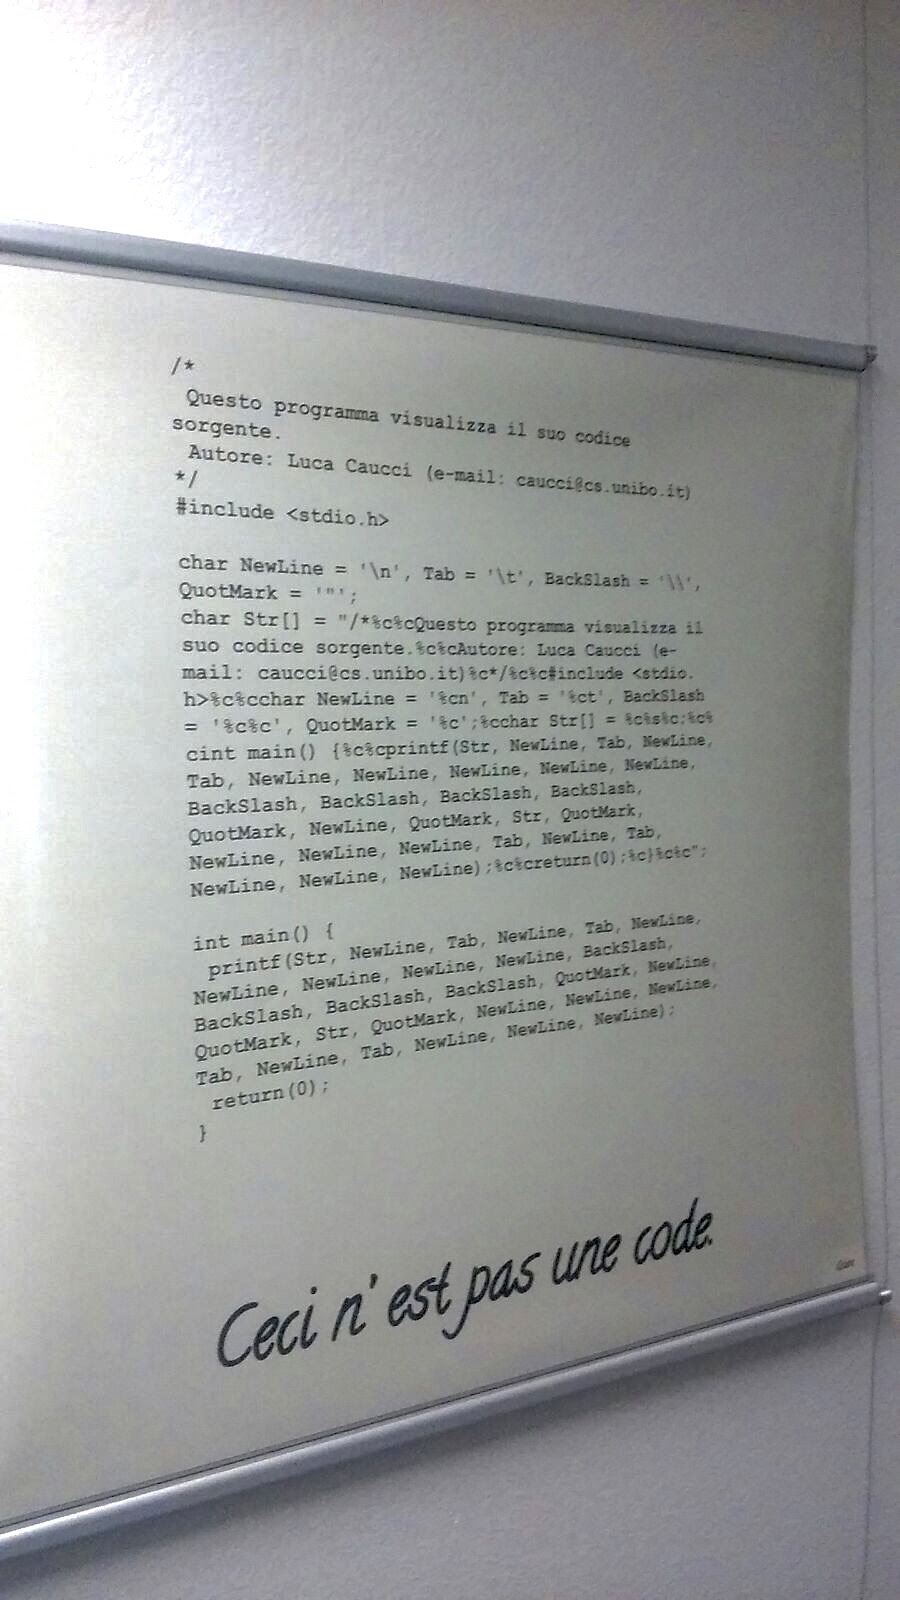 /*
Questo programma visualizza il suo codice
sorgente.
Autore: Luca Caucci (e-mail: caucci@cs.unibo.it)
*/
#include <stdio.h>
char NewLine = '\n', Tab = '\t', BackSlash = '\\',
QuotMark = '"';
char Str[] = "/*%c%cQuesto programma visualizza il
suo codice sorgente.%c%cAutore: Luca Caucci (e-
mail: caucci@cs.unibo.it)%c*/%c%c#include <stdio.
h>%c%cchar NewLine = '%cn', Tab = '%ct', BackSlash
= '%c%c', QuotMark = '%c';%cchar Str[] = %c%s%c;%c%
cint main() {%c%cprintf(Str, NewLine, Tab, NewLine,
Tab, NewLine, NewLine, NewLine, NewLine, NewLine,
BackSlash, BackSlash, BackSlash, BackSlash,
QuotMark, NewLine, QuotMark, Str, QuotMark,
NewLine, NewLine, NewLine, Tab, NewLine, Tab,
NewLine, NewLine, NewLine);%c%creturn(0);%c}%c%c";
int main() {
printf(Str, NewLine, Tab, NewLine, Tab, NewLine,
NewLine, NewLine, NewLine, NewLine, BackSlash,
BackSlash, BackSlash, BackSlash, QuotMark, NewLine,
QuotMark, Str, QuotMark, NewLine, NewLine, NewLine,
Tab, NewLine, Tab, NewLine, NewLine, NewLine);
return(0);
}
Ceci n'est pas une code.